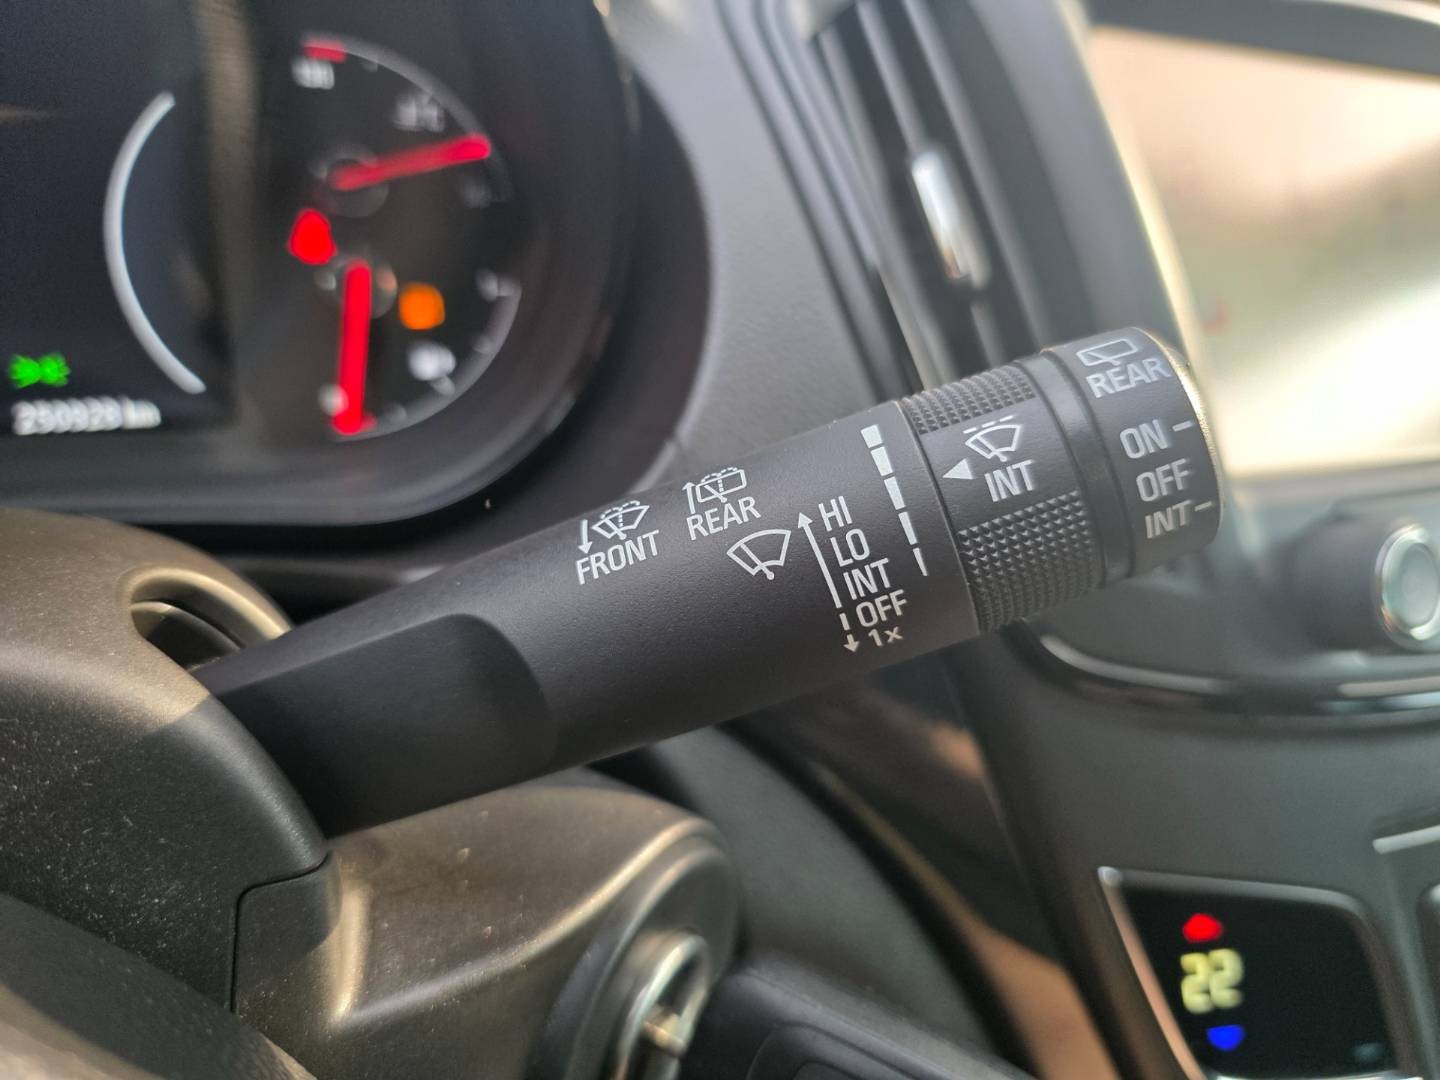 REAR
ON
OFF
INT
INT
HI
LO
INT
OFF
1x
REAR
FRONT
22